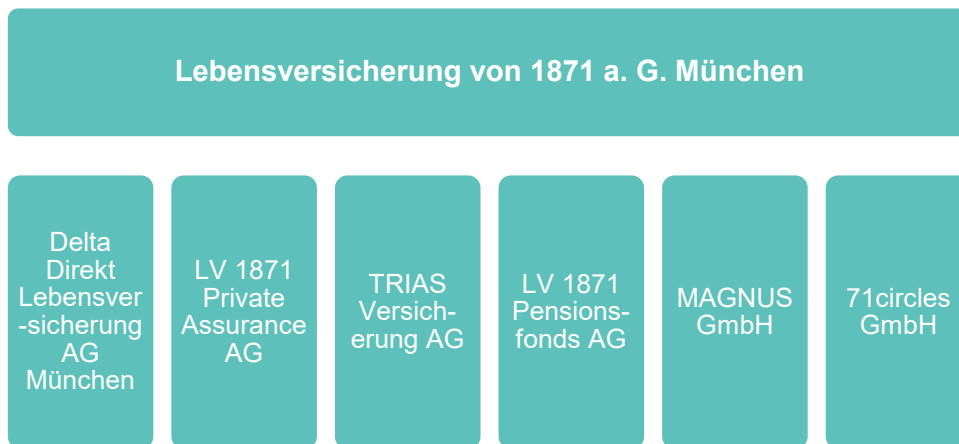 Lebensversicherung von 1871 a. G. München
Delta
Direkt
Lebensver
-sicherung
AG
München
LV 1871
Private
Assurance
AG
TRIAS
Versich-
erung AG
LV 1871
Pensions-
fonds AG
MAGNUS
GmbH
71circles
GmbH